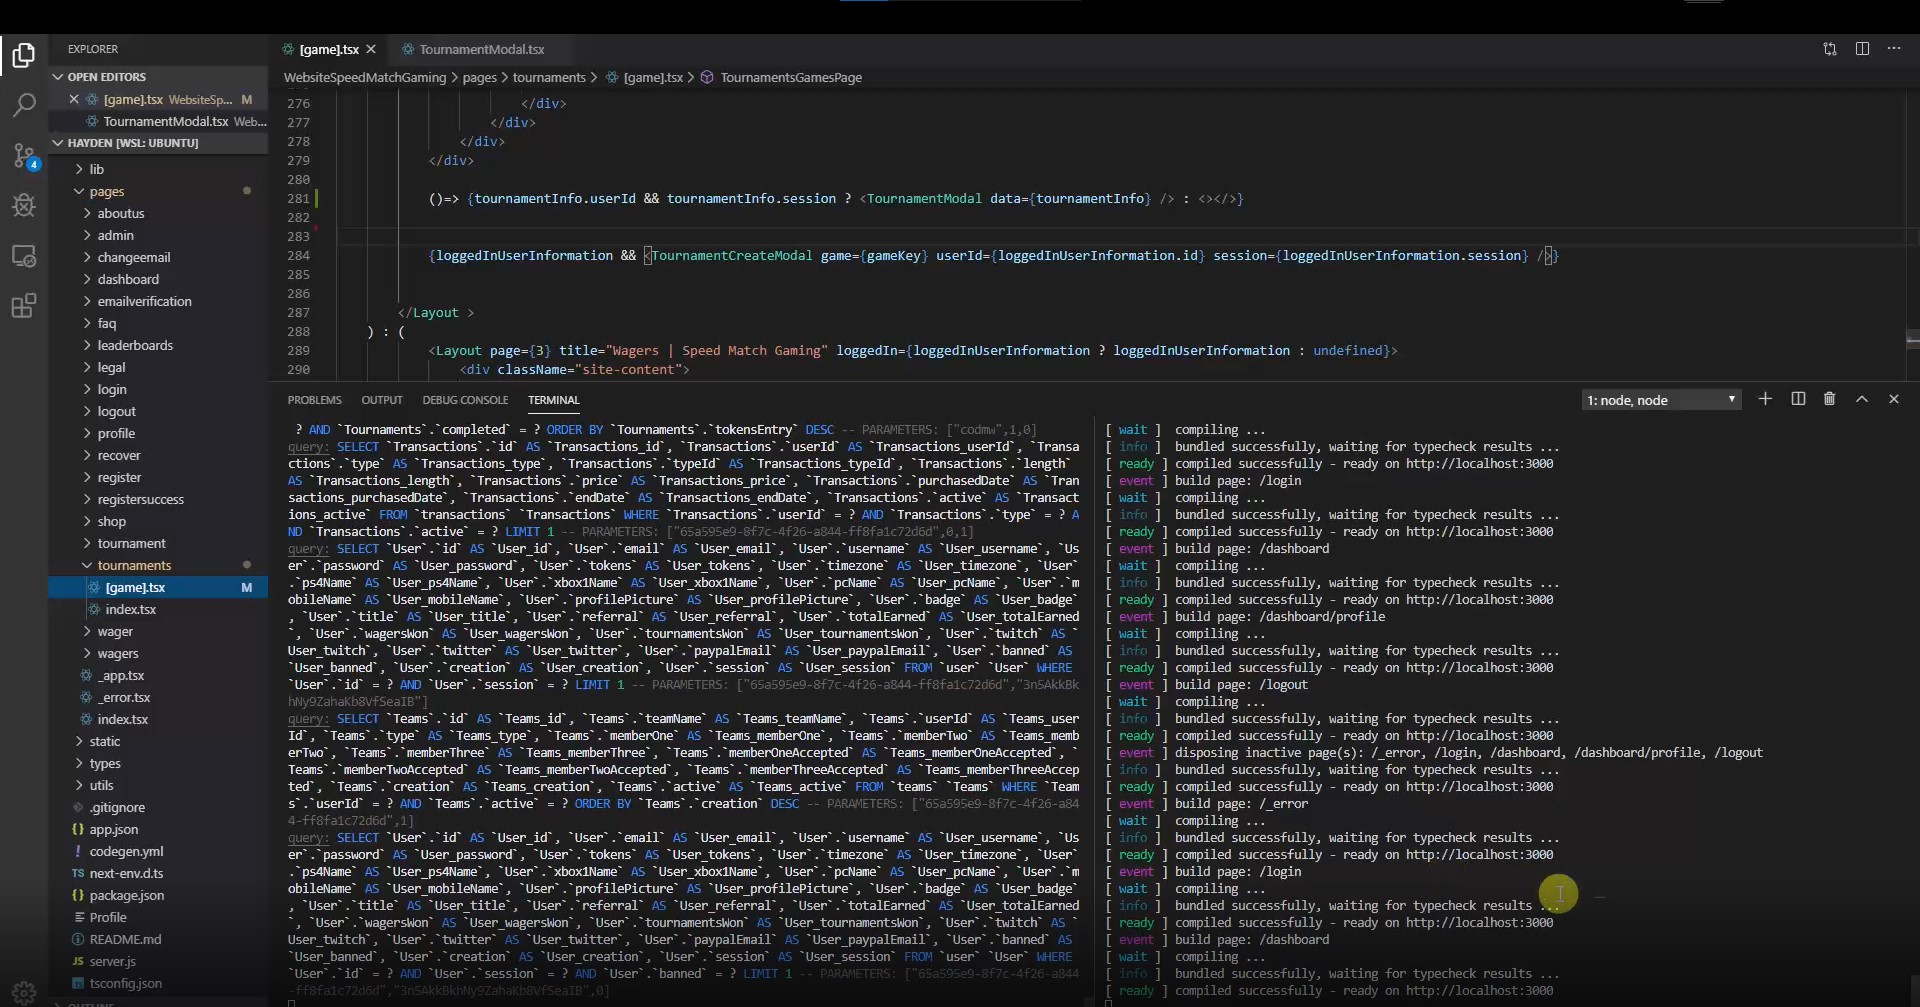 EXPLORER
OPEN EDITORS
[game].tsx WebsiteSp... M
TournamentModal.tsx Web...
HAYDEN [WSL: UBUNTU]
lib
pages
aboutus
admin
changeemail
dashboard
emailverification
faq
leaderboards
legal
login
logout
profile
recover
register
registersuccess
shop
tournament
tournaments
[game].tsx M
index.tsx
wager
wagers
_app.tsx
_error.tsx
index.tsx
static
types
utils
.gitignore
app.json
codegen.yml
next-env.d.ts
package.json
Profile
README.md
server.js
tsconfig.json
4
[game].tsx
TournamentModal.tsx
WebsiteSpeedMatchGaming > pages > tournaments > [game].tsx > TournamentsGamesPage
276 </div>
277 </div>
278 </div>
279 </div>
280
281 ()=> {tournamentInfo.userId && tournamentInfo.session ? <TournamentModal data={tournamentInfo} /> : <></>}
282
283
284 {loggedInUserInformation && <TournamentCreateModal game={gameKey} userId={loggedInUserInformation.id} session={loggedInUserInformation.session} />}
285
286
287 </Layout >
288 ) : (
289 <Layout page={3} title="Wagers | Speed Match Gaming" loggedIn={loggedInUserInformation ? loggedInUserInformation : undefined}>
290 <div className="site-content">
PROBLEMS OUTPUT DEBUG CONSOLE TERMINAL
1: node, node
? AND `Tournaments`.`completed` = ? ORDER BY `Tournaments`.`tokensEntry` DESC -- PARAMETERS: ["codmw",1,0]
query: SELECT `Transactions`.`id` AS `Transactions_id`, `Transactions`.`userId` AS `Transactions_userId`, `Transa
ctions`.`type` AS `Transactions_type`, `Transactions`.`typeId` AS `Transactions_typeId`, `Transactions`.`length`
AS `Transactions_length`, `Transactions`.`price` AS `Transactions_price`, `Transactions`.`purchasedDate` AS `Tran
sactions_purchasedDate`, `Transactions`.`endDate` AS `Transactions_endDate`, `Transactions`.`active` AS `Transact
ions_active` FROM `transactions` `Transactions` WHERE `Transactions`.`userId` = ? AND `Transactions`.`type` = ? A
ND `Transactions`.`active` = ? LIMIT 1 -- PARAMETERS: ["65a595e9-8f7c-4f26-a844-ff8fa1c72d6d",0,1]
query: SELECT `User`.`id` AS `User_id`, `User`.`email` AS `User_email`, `User`.`username` AS `User_username`, `Us
er`.`password` AS `User_password`, `User`.`tokens` AS `User_tokens`, `User`.`timezone` AS `User_timezone`, `User`
.`ps4Name` AS `User_ps4Name`, `User`.`xbox1Name` AS `User_xbox1Name`, `User`.`pcName` AS `User_pcName`, `User`.`m
obileName` AS `User_mobileName`, `User`.`profilePicture` AS `User_profilePicture`, `User`.`badge` AS `User_badge`
, `User`.`title` AS `User_title`, `User`.`referral` AS `User_referral`, `User`.`totalEarned` AS `User_totalEarned
`, `User`.`wagersWon` AS `User_wagersWon`, `User`.`tournamentsWon` AS `User_tournamentsWon`, `User`.`twitch` AS `
User_twitch`, `User`.`twitter` AS `User_twitter`, `User`.`paypalEmail` AS `User_paypalEmail`, `User`.`banned` AS
`User_banned`, `User`.`creation` AS `User_creation`, `User`.`session` AS `User_session` FROM `user` `User` WHERE
`User`.`id` = ? AND `User`.`session` = ? LIMIT 1 -- PARAMETERS: ["65a595e9-8f7c-4f26-a844-ff8fa1c72d6d","3n5AkkBk
hNy9ZahaKb8VfSeaIB"]
query: SELECT `Teams`.`id` AS `Teams_id`, `Teams`.`teamName` AS `Teams_teamName`, `Teams`.`userId` AS `Teams_user
Id`, `Teams`.`type` AS `Teams_type`, `Teams`.`memberOne` AS `Teams_memberOne`, `Teams`.`memberTwo` AS `Teams_memb
erTwo`, `Teams`.`memberThree` AS `Teams_memberThree`, `Teams`.`memberOneAccepted` AS `Teams_memberOneAccepted`, `
Teams`.`memberTwoAccepted` AS `Teams_memberTwoAccepted`, `Teams`.`memberThreeAccepted` AS `Teams_memberThreeAccep
ted`, `Teams`.`creation` AS `Teams_creation`, `Teams`.`active` AS `Teams_active` FROM `teams` `Teams` WHERE `Team
s`.`userId` = ? AND `Teams`.`active` = ? ORDER BY `Teams`.`creation` DESC -- PARAMETERS: ["65a595e9-8f7c-4f26-a84
4-ff8fa1c72d6d",1]
query: SELECT `User`.`id` AS `User_id`, `User`.`email` AS `User_email`, `User`.`username` AS `User_username`, `Us
er`.`password` AS `User_password`, `User`.`tokens` AS `User_tokens`, `User`.`timezone` AS `User_timezone`, `User`
.`ps4Name` AS `User_ps4Name`, `User`.`xbox1Name` AS `User_xbox1Name`, `User`.`pcName` AS `User_pcName`, `User`.`m
obileName` AS `User_mobileName`, `User`.`profilePicture` AS `User_profilePicture`, `User`.`badge` AS `User_badge`
, `User`.`title` AS `User_title`, `User`.`referral` AS `User_referral`, `User`.`totalEarned` AS `User_totalEarned
`, `User`.`wagersWon` AS `User_wagersWon`, `User`.`tournamentsWon` AS `User_tournamentsWon`, `User`.`twitch` AS `
User_twitch`, `User`.`twitter` AS `User_twitter`, `User`.`paypalEmail` AS `User_paypalEmail`, `User`.`banned` AS
`User_banned`, `User`.`creation` AS `User_creation`, `User`.`session` AS `User_session` FROM `user` `User` WHERE
`User`.`id` = ? AND `User`.`session` = ? AND `User`.`banned` = ? LIMIT 1 -- PARAMETERS: ["65a595e9-8f7c-4f26-a844
-ff8fa1c72d6d","3n5AkkBkhNy9ZahaKb8VfSeaIB",0]
[ wait ] compiling ...
[ info ] bundled successfully, waiting for typecheck results ...
[ ready ] compiled successfully - ready on http://localhost:3000
[ event ] build page: /login
[ wait ] compiling ...
[ info ] bundled successfully, waiting for typecheck results ...
[ ready ] compiled successfully - ready on http://localhost:3000
[ event ] build page: /dashboard
[ wait ] compiling ...
[ info ] bundled successfully, waiting for typecheck results ...
[ ready ] compiled successfully - ready on http://localhost:3000
[ event ] build page: /dashboard/profile
[ wait ] compiling ...
[ info ] bundled successfully, waiting for typecheck results ...
[ ready ] compiled successfully - ready on http://localhost:3000
[ event ] build page: /logout
[ wait ] compiling ...
[ info ] bundled successfully, waiting for typecheck results ...
[ ready ] compiled successfully - ready on http://localhost:3000
[ event ] disposing inactive page(s): /_error, /login, /dashboard, /dashboard/profile, /logout
[ info ] bundled successfully, waiting for typecheck results ...
[ ready ] compiled successfully - ready on http://localhost:3000
[ event ] build page: /_error
[ wait ] compiling ...
[ info ] bundled successfully, waiting for typecheck results ...
[ ready ] compiled successfully - ready on http://localhost:3000
[ event ] build page: /login
[ wait ] compiling ...
[ info ] bundled successfully, waiting for typecheck results ...
[ ready ] compiled successfully - ready on http://localhost:3000
[ event ] build page: /dashboard
[ wait ] compiling ...
[ info ] bundled successfully, waiting for typecheck results ...
[ ready ] compiled successfully - ready on http://localhost:3000